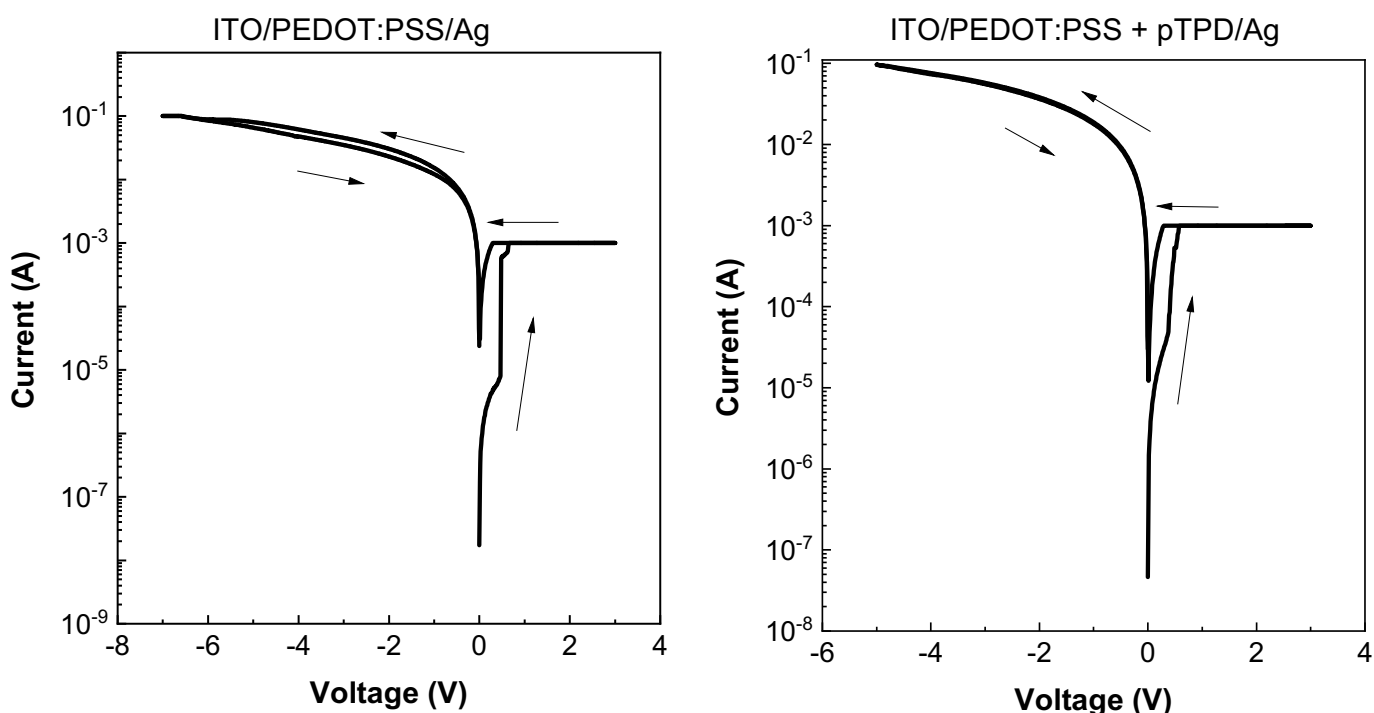 ITO/PEDOT:PSS/Ag
10⁻¹
10⁻³
10⁻⁵
10⁻⁷
10⁻⁹
Current (A)
-8 -6 -4 -2 0 2 4
Voltage (V)
ITO/PEDOT:PSS + pTPD/Ag
10⁻¹
10⁻²
10⁻³
10⁻⁴
10⁻⁵
10⁻⁶
10⁻⁷
10⁻⁸
Current (A)
-6 -4 -2 0 2 4
Voltage (V)